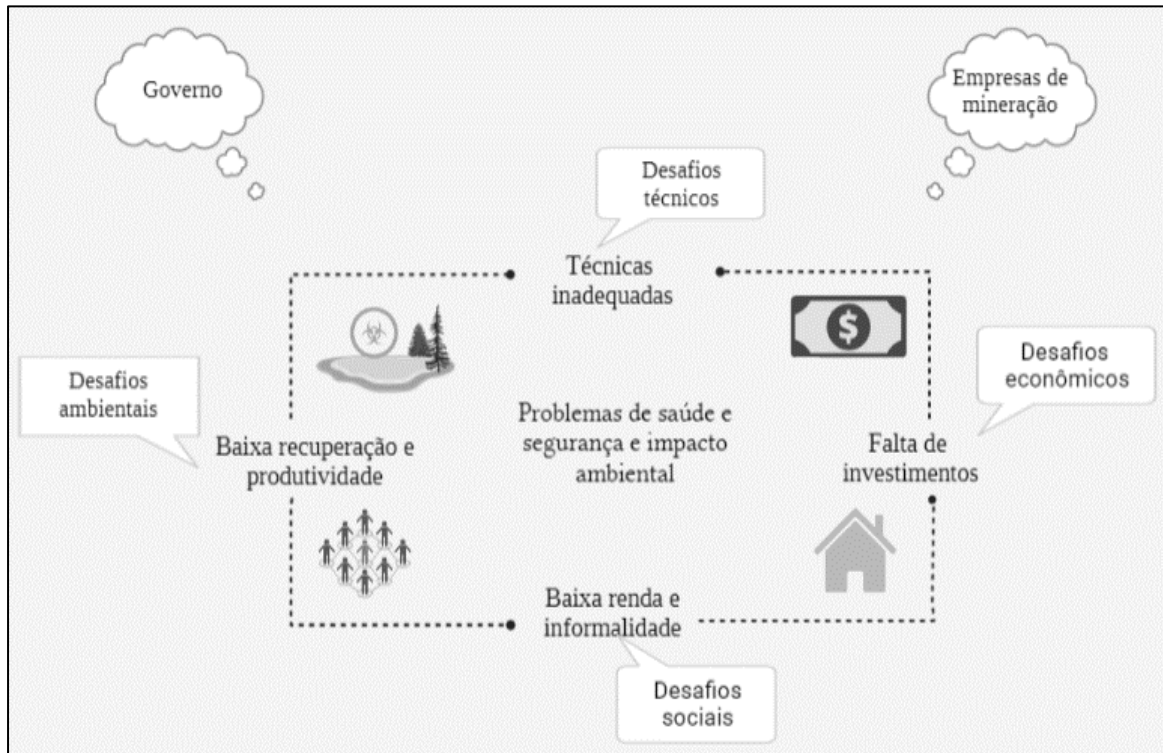 Governo
Empresas de
mineração
Desafios
técnicos
Técnicas
inadequadas
Desafios
econômicos
Desafios
ambientais
Problemas de saúde e
segurança e impacto
ambiental
Baixa recuperação e
produtividade
Falta de
investimentos
Baixa renda e
informalidade
Desafios
sociais
$